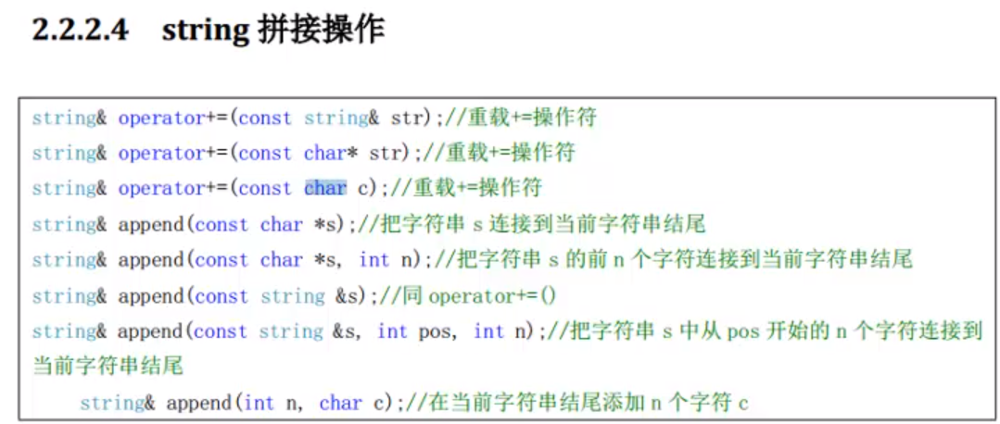 2.2.2.4 string 拼接操作
string& operator+=(const string& str);//重载+=操作符
string& operator+=(const char* str);//重载+=操作符
string& operator+=(const char c);//重载+=操作符
string& append(const char *s);//把字符串 s 连接到当前字符串结尾
string& append(const char *s, int n);//把字符串 s 的前 n 个字符连接到当前字符串结尾
string& append(const string &s);//同 operator+=()
string& append(const string &s, int pos, int n);//把字符串 s 中从 pos 开始的 n 个字符连接到
当前字符串结尾
string& append(int n, char c);//在当前字符串结尾添加 n 个字符 c